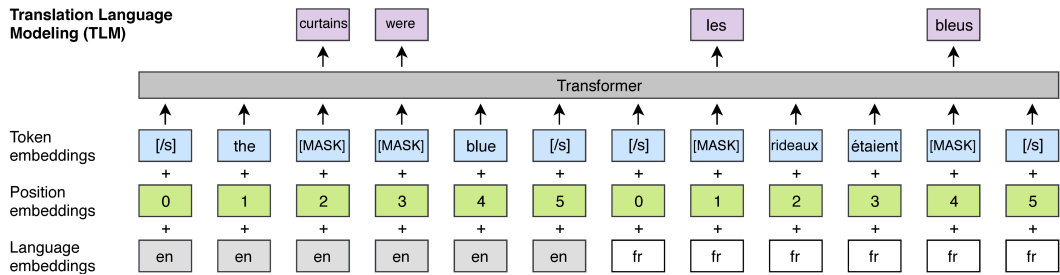 Translation Language
Modeling (TLM)
curtains were les bleus
Transformer
Token
embeddings
[/s] the [MASK] [MASK] blue [/s] [/s] [MASK] rideaux étaient [MASK] [/s]
+ + + + + + + + + + + +
Position
embeddings
0 1 2 3 4 5 0 1 2 3 4 5
+ + + + + + + + + + + +
Language
embeddings
en en en en en en fr fr fr fr fr fr